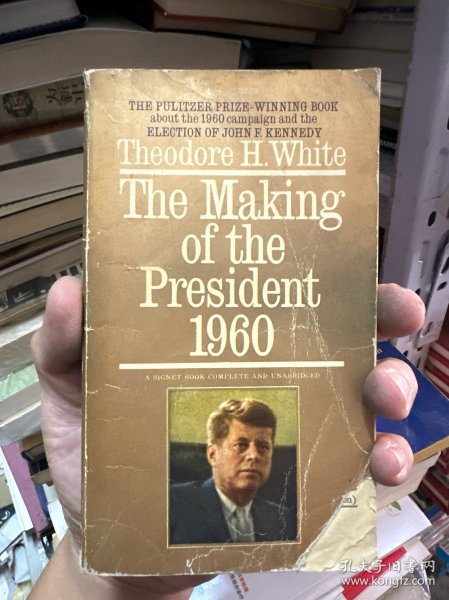 THE PULITZER PRIZE-WINNING BOOK
about the 1960 campaign and the
ELECTION OF JOHN F. KENNEDY
Theodore H. White
The Making
of the
President
1960
A SIGNET BOOK COMPLETE AND UNABRIDGED
孔夫子旧书网
www.kongfz.com